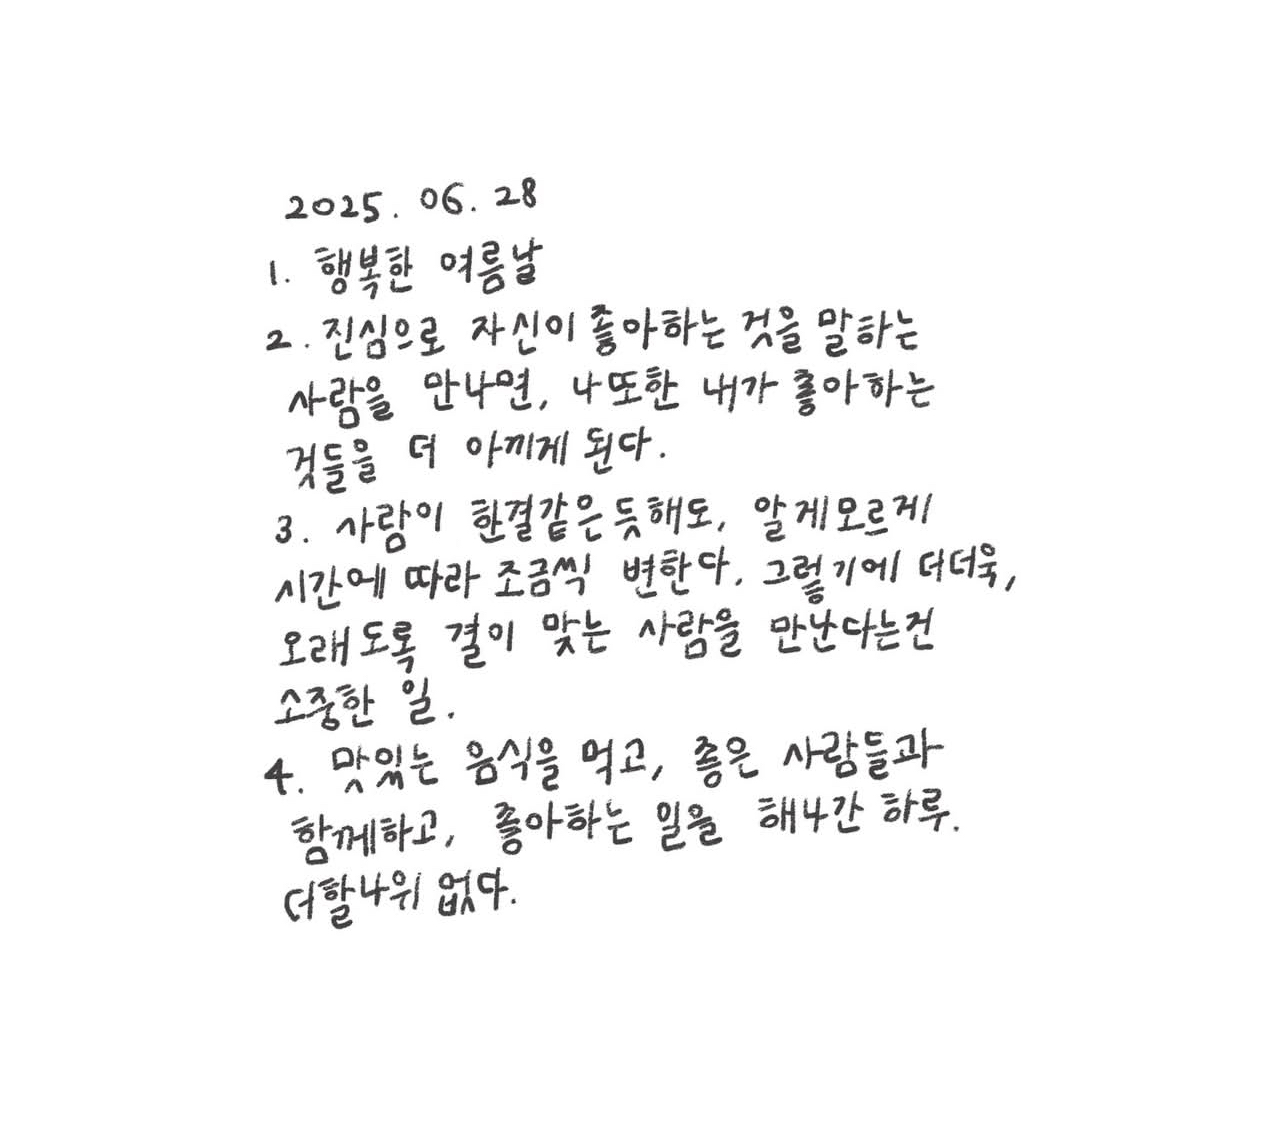 2025. 06. 28
1. 행복한 여름날
2. 진심으로 자신이 좋아하는 것을 말하는
사람을 만나면, 나또한 내가 좋아하는
것들을 더 아끼게 된다.
3. 사람이 한결같은듯해도, 알게모르게
시간에 따라 조금씩 변한다. 그렇기에 더더욱,
오래도록 결이 맞는 사람을 만난다는건
소중한 일.
4. 맛있는 음식을 먹고, 좋은 사람들과
함께하고, 좋아하는 일을 해나간 하루.
더할나위 없다.